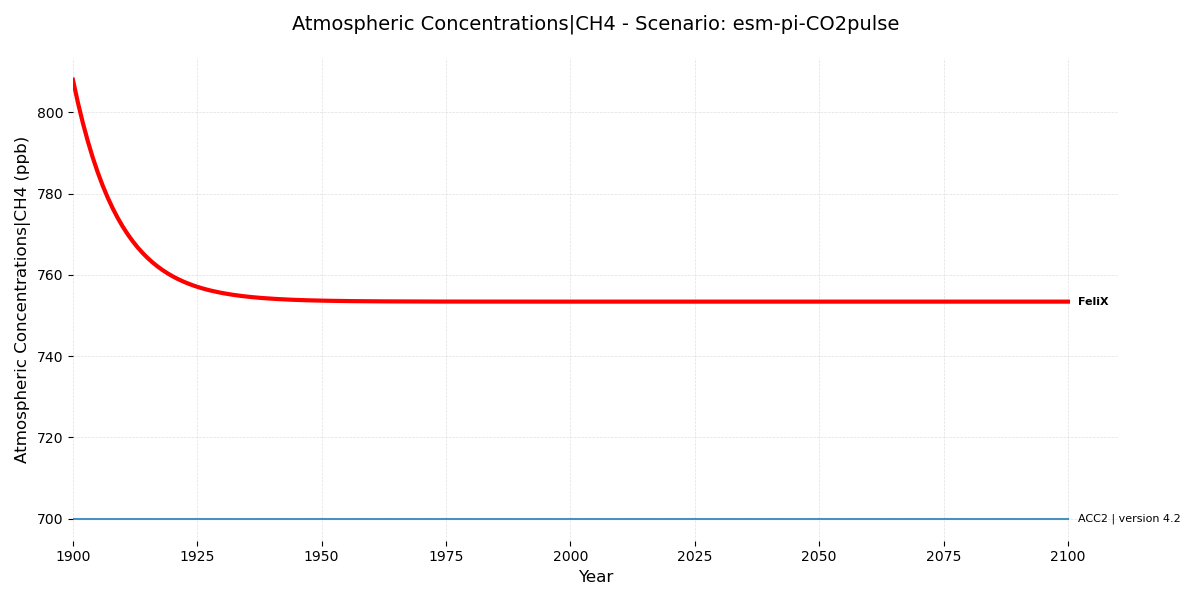 Atmospheric Concentrations|CH4 - Scenario: esm-pi-CO2pulse
Atmospheric Concentrations|CH4 (ppb)
800
780
760
740
720
700
FeliX
ACC2 | version 4.2
1900 1925 1950 1975 2000 2025 2050 2075 2100
Year